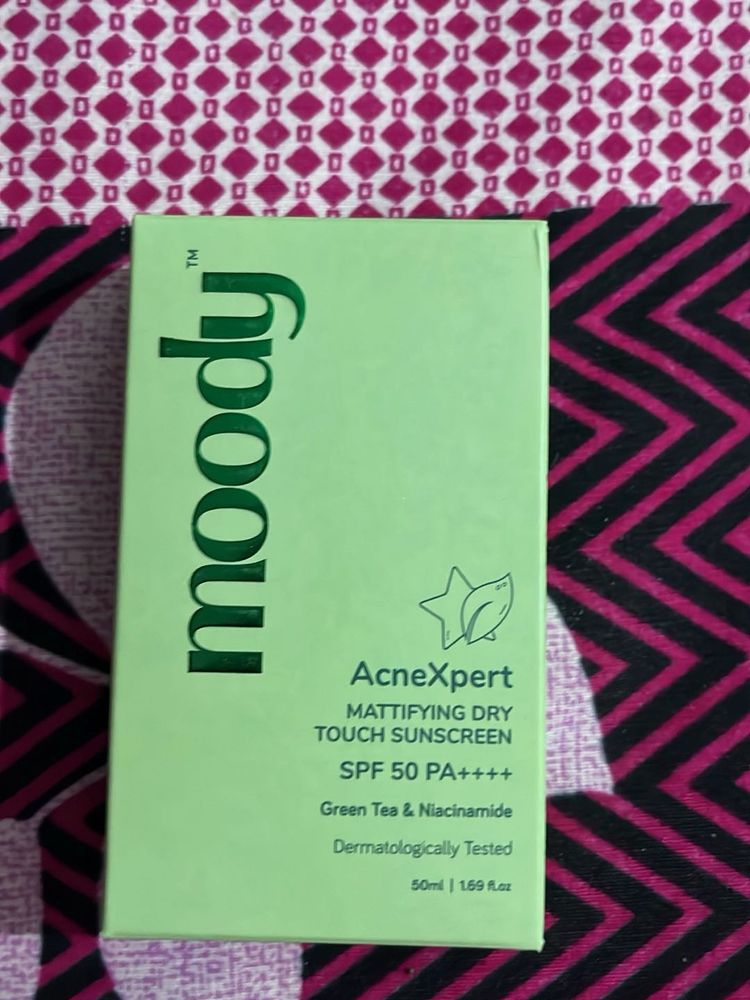 moody™
AcneXpert
MATTIFYING DRY
TOUCH SUNSCREEN
SPF 50 PA++++
Green Tea & Niacinamide
Dermatologically Tested
50ml | 1.69 fl.oz